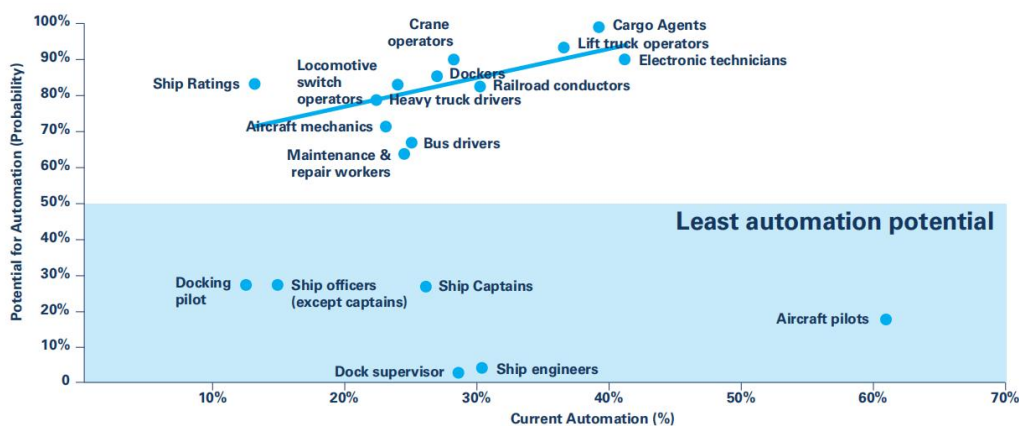 100%
90%
80%
70%
60%
50%
40%
30%
20%
10%
0
Potential for Automation (Probability)
Crane
operators
Cargo Agents
Lift truck operators
Electronic technicians
Ship Ratings
Locomotive
switch
operators
Dockers
Railroad conductors
Heavy truck drivers
Aircraft mechanics
Bus drivers
Maintenance &
repair workers
Least automation potential
Docking
pilot
Ship officers
(except captains)
Ship Captains
Aircraft pilots
Dock supervisor
Ship engineers
10%
20%
30%
40%
50%
60%
70%
Current Automation (%)